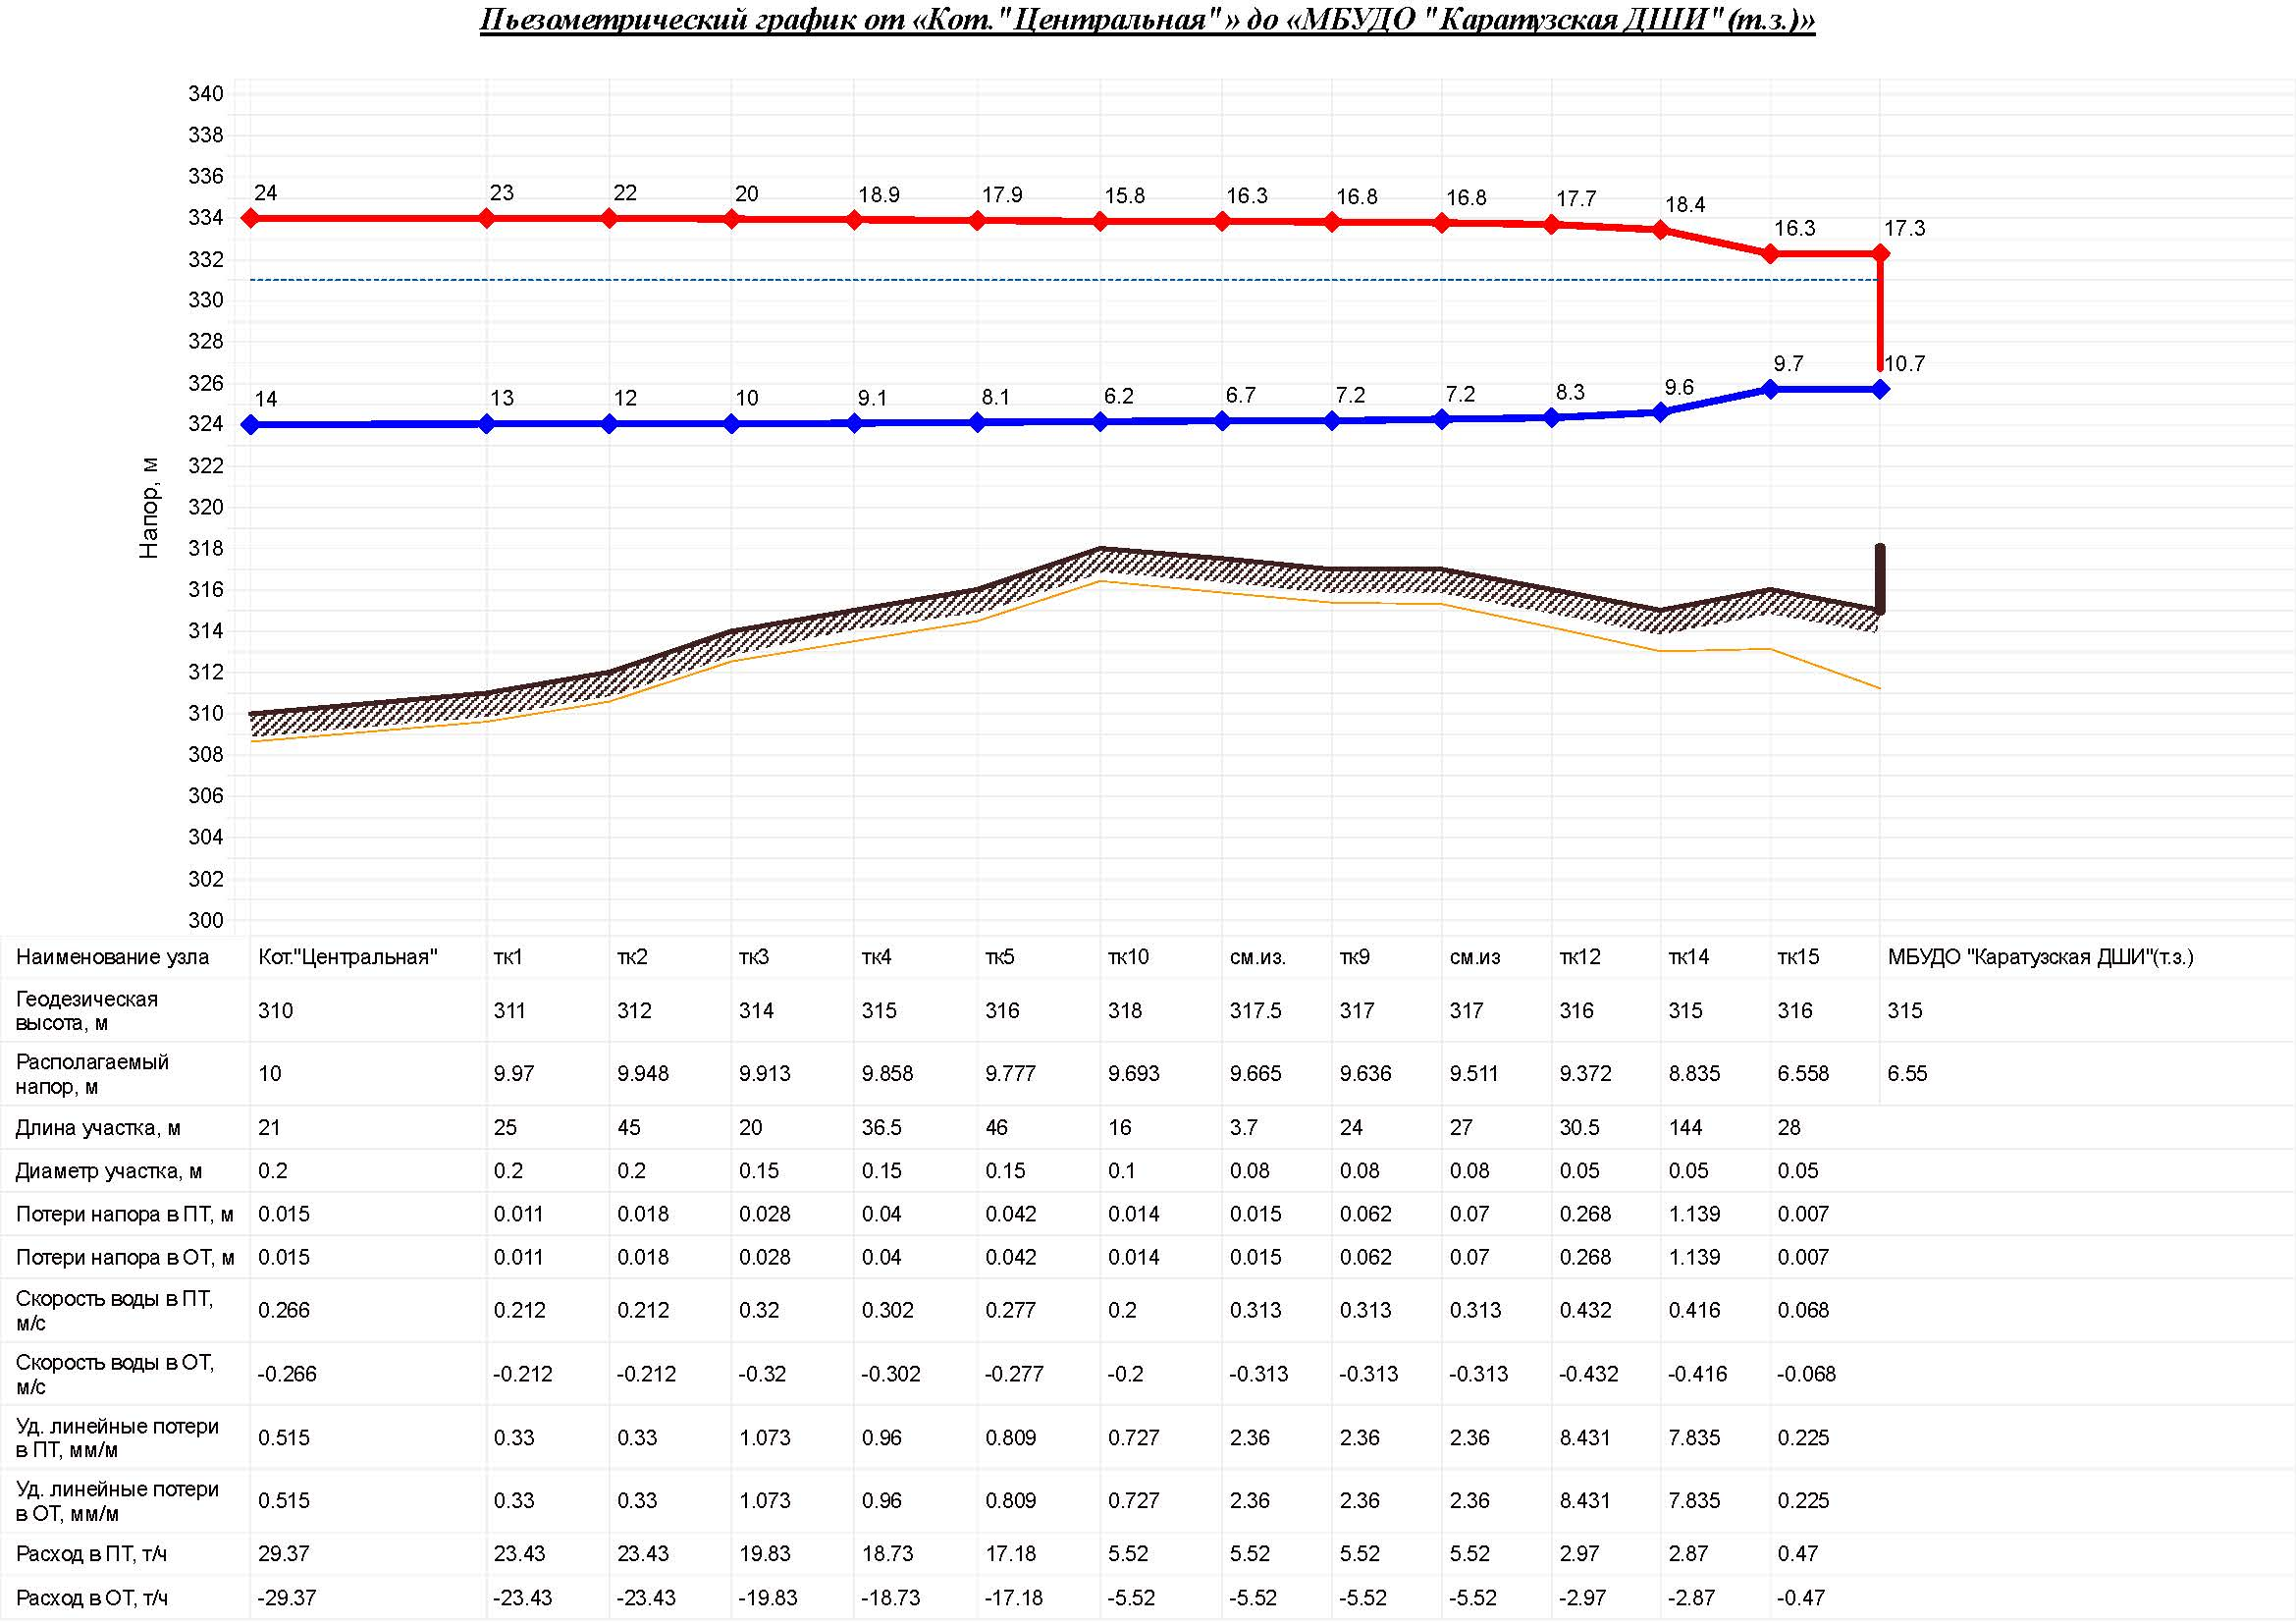 Пьезометрический график от «Кот."Центральная"» до «МБУДО "Каратузская ДШИ"(т.з.)»
340
338
336
24 23 22 20 18.9 17.9 15.8 16.3 16.8 16.8 17.7 18.4 16.3 17.3
334
332
330
328
326
14 13 12 10 9.1 8.1 6.2 6.7 7.2 7.2 8.3 9.6 9.7 10.7
324
322
320
318
316
314
312
310
308
306
304
302
300
Напор, м
Наименование узла Кот."Центральная" тк1 тк2 тк3 тк4 тк5 тк10 см.из. тк9 см.из тк12 тк14 тк15 МБУДО "Каратузская ДШИ"(т.з.)
Геодезическая
высота, м 310 311 312 314 315 316 318 317.5 317 317 316 315 316 315
Располагаемый
напор, м 10 9.97 9.948 9.913 9.858 9.777 9.693 9.665 9.636 9.511 9.372 8.835 6.558 6.55
Длина участка, м 21 25 45 20 36.5 46 16 3.7 24 27 30.5 144 28
Диаметр участка, м 0.2 0.2 0.2 0.15 0.15 0.15 0.1 0.08 0.08 0.08 0.05 0.05 0.05
Потери напора в ПТ, м 0.015 0.011 0.018 0.028 0.04 0.042 0.014 0.015 0.062 0.07 0.268 1.139 0.007
Потери напора в ОТ, м 0.015 0.011 0.018 0.028 0.04 0.042 0.014 0.015 0.062 0.07 0.268 1.139 0.007
Скорость воды в ПТ,
м/с 0.266 0.212 0.212 0.32 0.302 0.277 0.2 0.313 0.313 0.313 0.432 0.416 0.068
Скорость воды в ОТ,
м/с -0.266 -0.212 -0.212 -0.32 -0.302 -0.277 -0.2 -0.313 -0.313 -0.313 -0.432 -0.416 -0.068
Уд. линейные потери
в ПТ, мм/м 0.515 0.33 0.33 1.073 0.96 0.809 0.727 2.36 2.36 2.36 8.431 7.835 0.225
Уд. линейные потери
в ОТ, мм/м 0.515 0.33 0.33 1.073 0.96 0.809 0.727 2.36 2.36 2.36 8.431 7.835 0.225
Расход в ПТ, т/ч 29.37 23.43 23.43 19.83 18.73 17.18 5.52 5.52 5.52 5.52 2.97 2.87 0.47
Расход в ОТ, т/ч -29.37 -23.43 -23.43 -19.83 -18.73 -17.18 -5.52 -5.52 -5.52 -5.52 -2.97 -2.87 -0.47